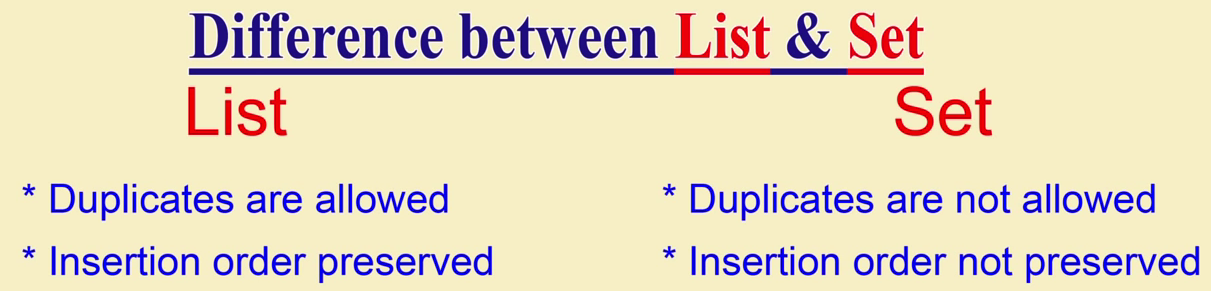 Difference between List & Set
List Set
* Duplicates are allowed * Duplicates are not allowed
* Insertion order preserved * Insertion order not preserved